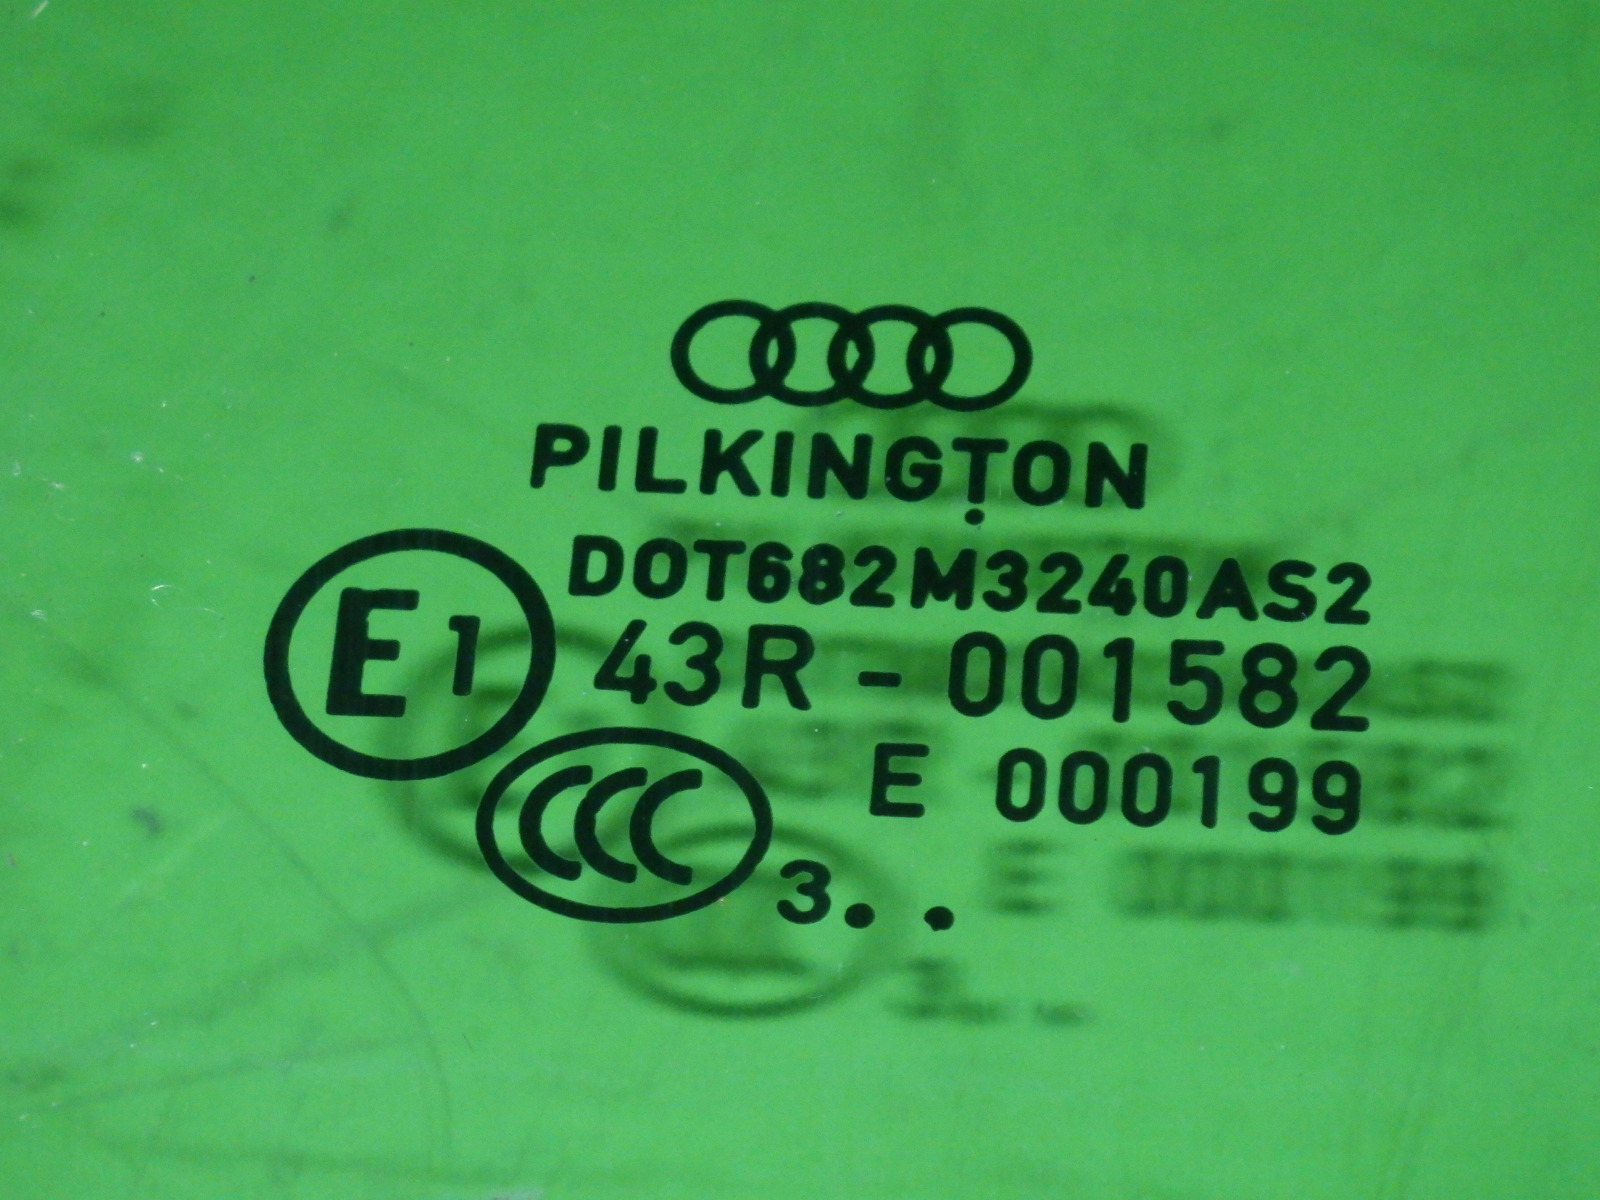 PILKINGTON
DOT682M3240AS2
E1 43R - 001582
E 000199
CCC
3. .